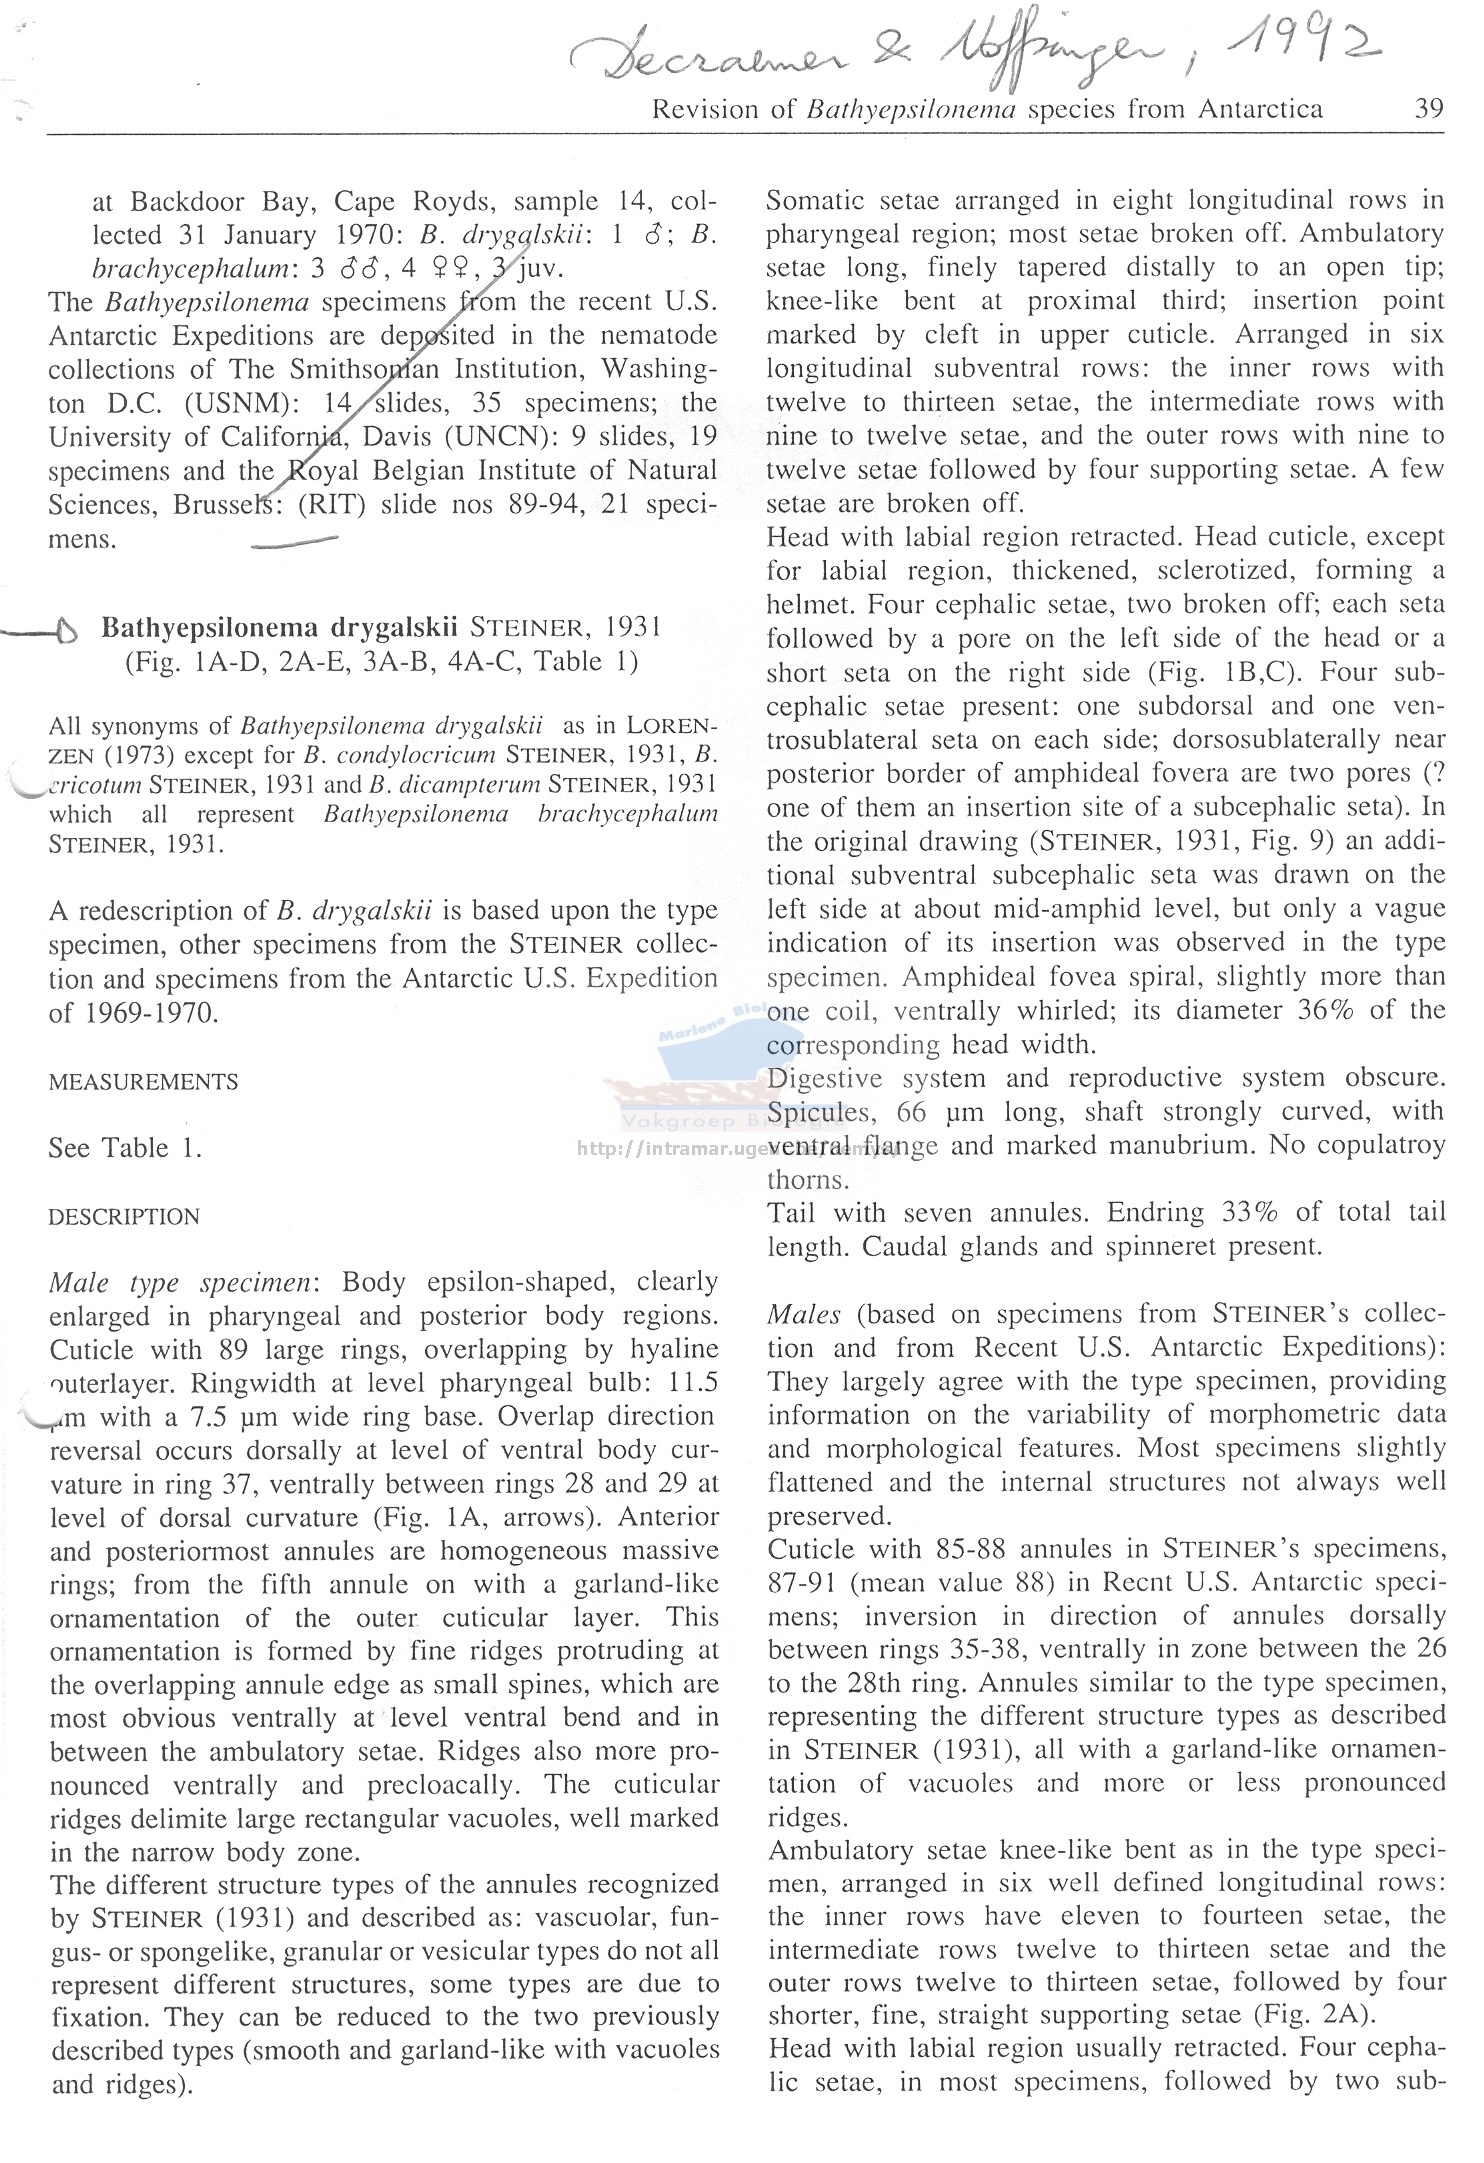 Decraemer & Noffsinger, 1992
Revision of Bathyepsilonema species from Antarctica 39
at Backdoor Bay, Cape Royds, sample 14, col-
lected 31 January 1970: B. drygalskii: 1 ♂; B.
brachycephalum: 3 ♂♂, 4 ♀♀, 3 juv.
The Bathyepsilonema specimens from the recent U.S.
Antarctic Expeditions are deposited in the nematode
collections of The Smithsonian Institution, Washing-
ton D.C. (USNM): 14 slides, 35 specimens; the
University of California, Davis (UNCN): 9 slides, 19
specimens and the Royal Belgian Institute of Natural
Sciences, Brussels: (RIT) slide nos 89-94, 21 speci-
mens.
Bathyepsilonema drygalskii STEINER, 1931
(Fig. 1A-D, 2A-E, 3A-B, 4A-C, Table 1)
All synonyms of Bathyepsilonema drygalskii as in LOREN-
ZEN (1973) except for B. condylocricum STEINER, 1931, B.
cricotum STEINER, 1931 and B. dicampterum STEINER, 1931
which all represent Bathyepsilonema brachycephalum
STEINER, 1931.
A redescription of B. drygalskii is based upon the type
specimen, other specimens from the STEINER collec-
tion and specimens from the Antarctic U.S. Expedition
of 1969-1970.
MEASUREMENTS
See Table 1.
DESCRIPTION
Male type specimen: Body epsilon-shaped, clearly
enlarged in pharyngeal and posterior body regions.
Cuticle with 89 large rings, overlapping by hyaline
outerlayer. Ringwidth at level pharyngeal bulb: 11.5
µm with a 7.5 µm wide ring base. Overlap direction
reversal occurs dorsally at level of ventral body cur-
vature in ring 37, ventrally between rings 28 and 29 at
level of dorsal curvature (Fig. 1A, arrows). Anterior
and posteriormost annules are homogeneous massive
rings; from the fifth annule on with a garland-like
ornamentation of the outer cuticular layer. This
ornamentation is formed by fine ridges protruding at
the overlapping annule edge as small spines, which are
most obvious ventrally at level ventral bend and in
between the ambulatory setae. Ridges also more pro-
nounced ventrally and precloacally. The cuticular
ridges delimite large rectangular vacuoles, well marked
in the narrow body zone.
The different structure types of the annules recognized
by STEINER (1931) and described as: vascuolar, fun-
gus- or spongelike, granular or vesicular types do not all
represent different structures, some types are due to
fixation. They can be reduced to the two previously
described types (smooth and garland-like with vacuoles
and ridges).
Somatic setae arranged in eight longitudinal rows in
pharyngeal region; most setae broken off. Ambulatory
setae long, finely tapered distally to an open tip;
knee-like bent at proximal third; insertion point
marked by cleft in upper cuticle. Arranged in six
longitudinal subventral rows: the inner rows with
twelve to thirteen setae, the intermediate rows with
nine to twelve setae, and the outer rows with nine to
twelve setae followed by four supporting setae. A few
setae are broken off.
Head with labial region retracted. Head cuticle, except
for labial region, thickened, sclerotized, forming a
helmet. Four cephalic setae, two broken off; each seta
followed by a pore on the left side of the head or a
short seta on the right side (Fig. 1B,C). Four sub-
cephalic setae present: one subdorsal and one ven-
trosublateral seta on each side; dorsosublaterally near
posterior border of amphideal fovera are two pores (?
one of them an insertion site of a subcephalic seta). In
the original drawing (STEINER, 1931, Fig. 9) an addi-
tional subventral subcephalic seta was drawn on the
left side at about mid-amphid level, but only a vague
indication of its insertion was observed in the type
specimen. Amphideal fovea spiral, slightly more than
one coil, ventrally whirled; its diameter 36% of the
corresponding head width.
Digestive system and reproductive system obscure.
Spicules, 66 µm long, shaft strongly curved, with
ventral flange and marked manubrium. No copulatroy
thorns.
Tail with seven annules. Endring 33% of total tail
length. Caudal glands and spinneret present.
Males (based on specimens from STEINER's collec-
tion and from Recent U.S. Antarctic Expeditions):
They largely agree with the type specimen, providing
information on the variability of morphometric data
and morphological features. Most specimens slightly
flattened and the internal structures not always well
preserved.
Cuticle with 85-88 annules in STEINER's specimens,
87-91 (mean value 88) in Recnt U.S. Antarctic speci-
mens; inversion in direction of annules dorsally
between rings 35-38, ventrally in zone between the 26
to the 28th ring. Annules similar to the type specimen,
representing the different structure types as described
in STEINER (1931), all with a garland-like ornamen-
tation of vacuoles and more or less pronounced
ridges.
Ambulatory setae knee-like bent as in the type speci-
men, arranged in six well defined longitudinal rows:
the inner rows have eleven to fourteen setae, the
intermediate rows twelve to thirteen setae and the
outer rows twelve to thirteen setae, followed by four
shorter, fine, straight supporting setae (Fig. 2A).
Head with labial region usually retracted. Four cepha-
lic setae, in most specimens, followed by two sub-
Mariene
Vakgroep
http://intramar.ugent.be/